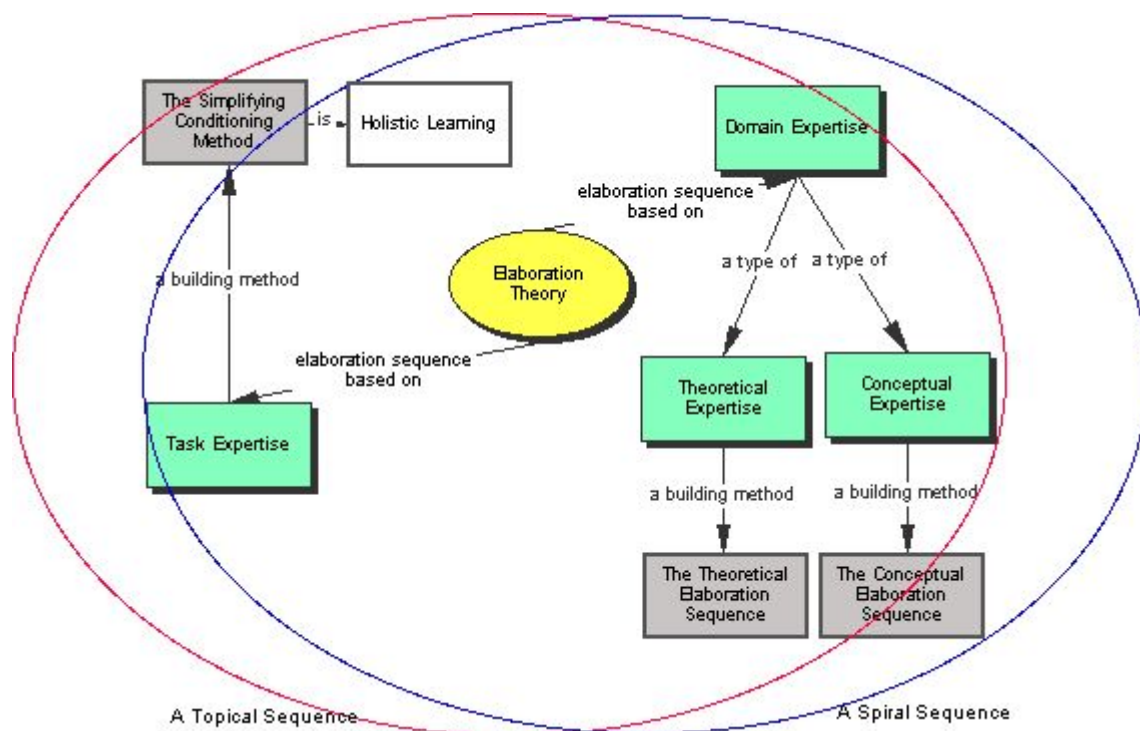 The Simplifying
Conditioning
Method
is
Holistic Learning
Domain Expertise
elaboration sequence
based on
Elaboration
Theory
a type of
a type of
a building method
elaboration sequence
based on
Task Expertise
Theoretical
Expertise
Conceptual
Expertise
a building method
a building method
The Theoretical
Elaboration
Sequence
The Conceptual
Elaboration
Sequence
A Topical Sequence
A Spiral Sequence